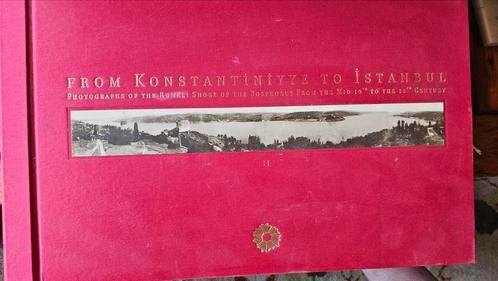 FROM KONSTANTİNİYYE TO İSTANBUL
PHOTOGRAPHS OF THE RUMELI SHORE OF THE BOSPHORUS FROM THE MID 19TH TO THE 20TH CENTURY
II